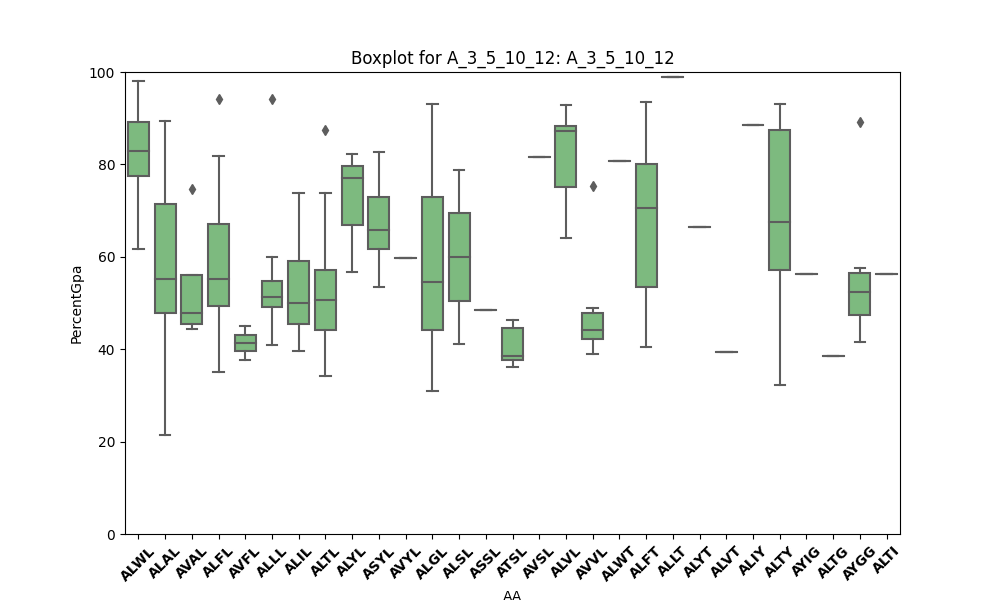 Boxplot for A_3_5_10_12: A_3_5_10_12
PercentGpa
100
80
60
40
20
0
ALWL ALAL AVAL ALFL AVFL ALLL ALIL ALTL ALYL ASYL AVYL ALGL ALSL ASSL ATSL AVSL ALVL AVVL ALWT ALFT ALLT ALYT ALVT ALIY ALTY AYIG ALTG AYGG ALTI
AA